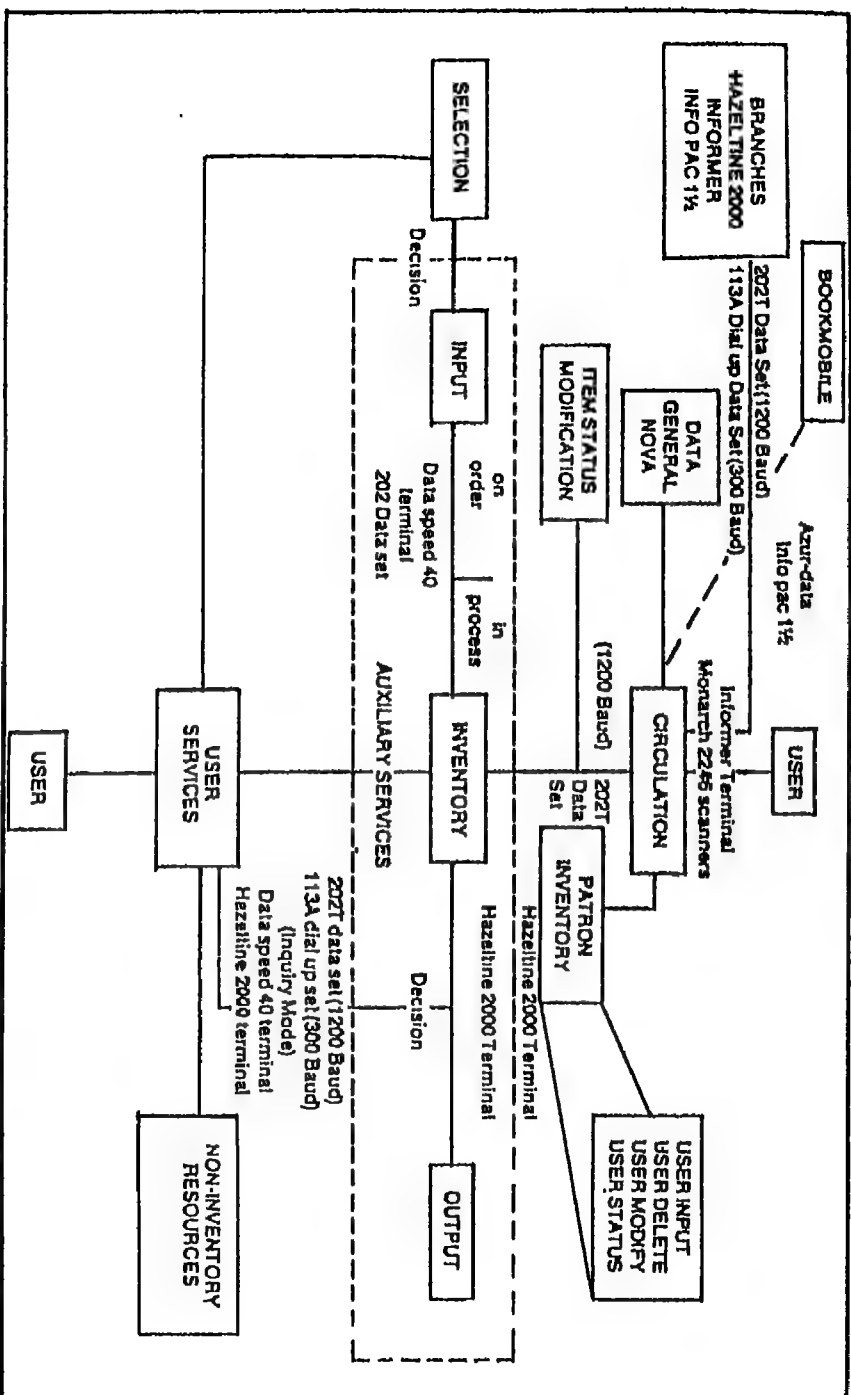 BOOKMOBILE
BRANCHES
HAZELTINE 2000
INFORMER
INFO PAC 1½
202T Data Set (1200 Baud)
113A Dial up Data Set (300 Baud)
Azur-data
Info pac 1½
USER
Informer Terminal
Monarch 2246 scanners
DATA
GENERAL
NOVA
CIRCULATION
ITEM STATUS
MODIFICATION
(1200 Baud)
202T
Data
Set
PATRON
INVENTORY
USER INPUT
USER DELETE
USER MODIFY
USER STATUS
Hazeltine 2000 Terminal
SELECTION
Decision
INPUT
on
order
in
process
Data speed 40
terminal
202 Data set
INVENTORY
Hazeltine 2000 Terminal
OUTPUT
Decision
AUXILIARY SERVICES
202T data set (1200 Baud)
113A dial up set (300 Baud)
(Inquiry Mode)
Data speed 40 terminal
Hezeltine 2000 terminal
USER
SERVICES
NON-INVENTORY
RESOURCES
USER